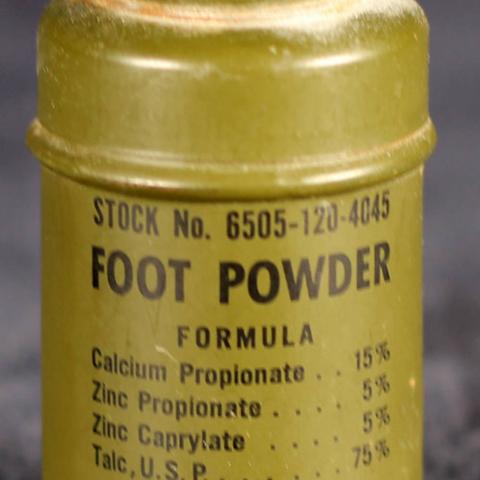 STOCK No. 6505-120-4045
FOOT POWDER
FORMULA
Calcium Propionate . . 15%
Zinc Propionate . . . . 5%
Zinc Caprylate . . . . 5%
Talc, U.S.P. . . . . . 75%